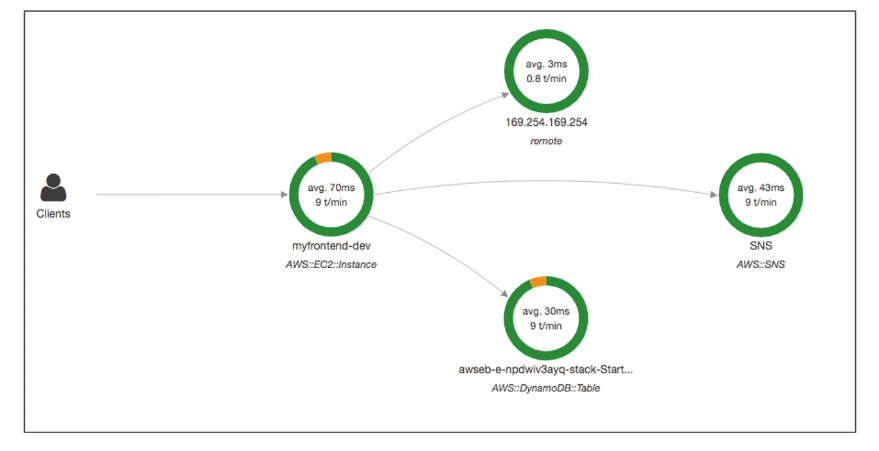 avg. 3ms
0.8 t/min
169.254.169.254
remote
Clients
avg. 70ms
9 t/min
myfrontend-dev
AWS::EC2::Instance
avg. 43ms
9 t/min
SNS
AWS::SNS
avg. 30ms
9 t/min
awseb-e-npdwiv3ayq-stack-Start...
AWS::DynamoDB::Table